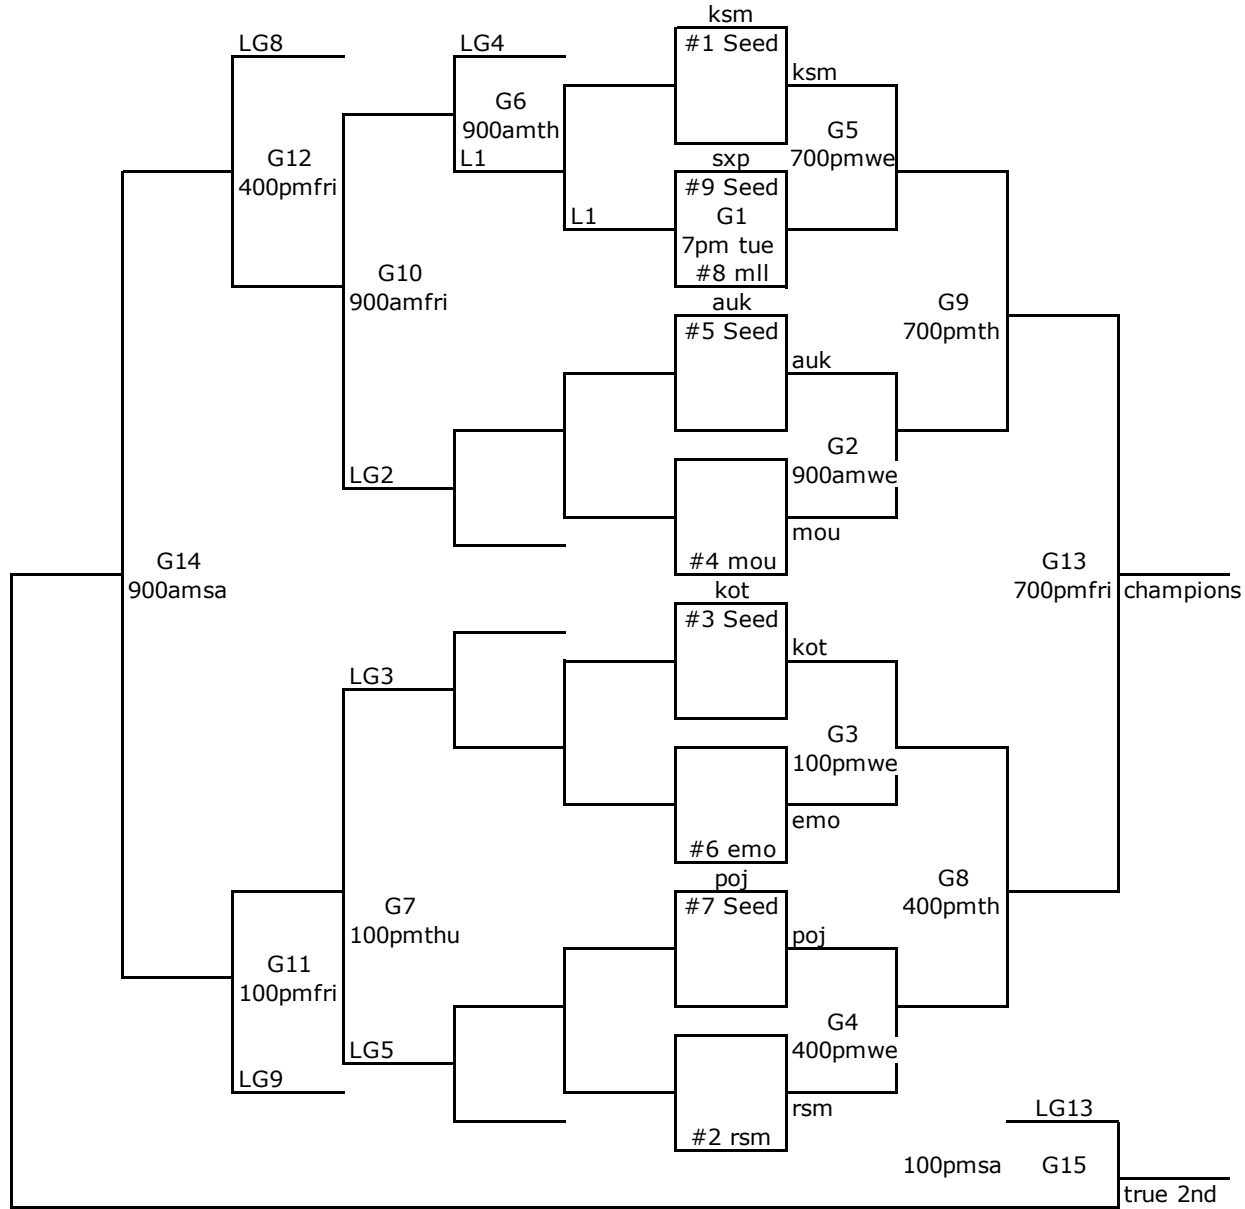 ksm
LG8
LG4
#1 Seed
ksm
G6
900amth
G5
700pmwe
G12
400pmfri
L1
sxp
#9 Seed
L1
G1
7pm tue
#8 mll
G10
900amfri
auk
#5 Seed
G9
700pmth
auk
G2
900amwe
LG2
mou
#4 mou
G14
900amsa
G13
700pmfri
champions
kot
#3 Seed
kot
LG3
G3
100pmwe
emo
#6 emo
poj
#7 Seed
G8
400pmth
G7
100pmthu
poj
G11
100pmfri
G4
400pmwe
LG5
LG9
rsm
#2 rsm
LG13
100pmsa
G15
true 2nd